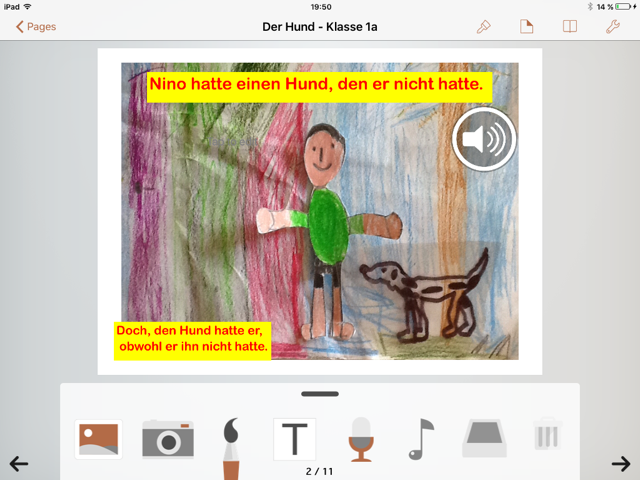 iPad
19:50
14 %
Pages
Der Hund - Klasse 1a
Nino hatte einen Hund, den er nicht hatte.
Doch, den Hund hatte er,
obwohl er ihn nicht hatte.
T
2 / 11